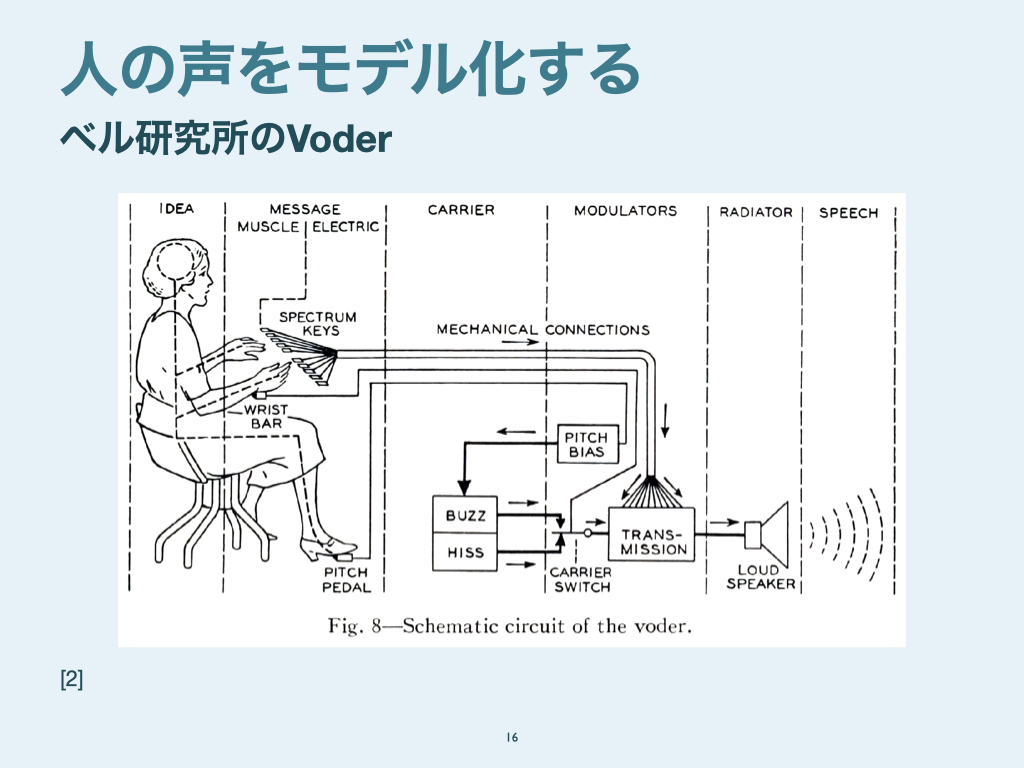 人の声をモデル化する
ベル研究所のVoder
IDEA
MESSAGE
MUSCLE
ELECTRIC
CARRIER
MODULATORS
RADIATOR
SPEECH
SPECTRUM
KEYS
MECHANICAL CONNECTIONS
WRIST
BAR
PITCH
BIAS
BUZZ
HISS
TRANS-
MISSION
CARRIER
SWITCH
LOUD
SPEAKER
PITCH
PEDAL
Fig. 8—Schematic circuit of the voder.
[2]
16